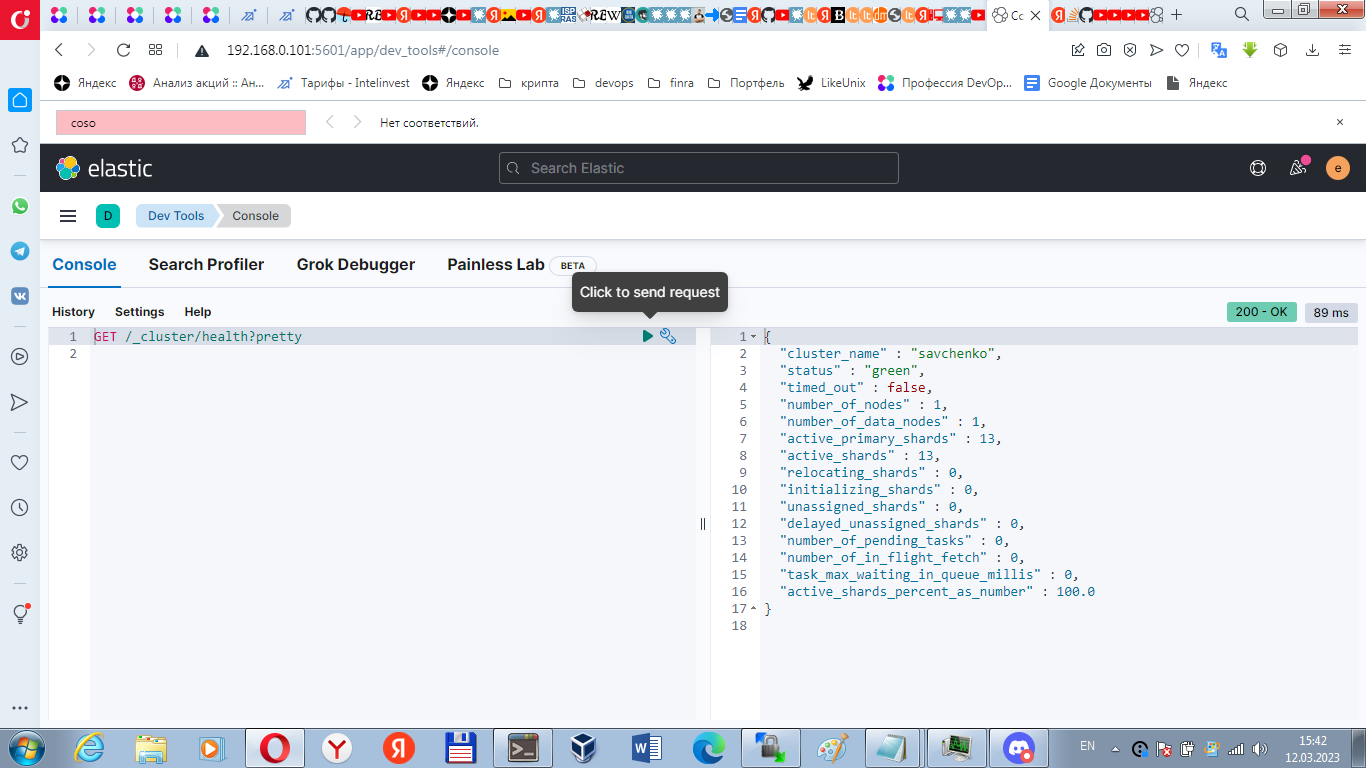 192.168.0.101:5601/app/dev_tools#/console
Яндекс
Анализ акций :: Ан...
Тарифы - Intelinvest
Яндекс
крипта
devops
finra
Портфель
LikeUnix
Профессия DevOp...
Google Документы
Яндекс
coso
Нет соответствий.
elastic
Search Elastic
e
D
Dev Tools
Console
Console
Search Profiler
Grok Debugger
Painless Lab
BETA
Click to send request
History
Settings
Help
200 - OK
89 ms
1 GET /_cluster/health?pretty
2
1 {
2 "cluster_name" : "savchenko",
3 "status" : "green",
4 "timed_out" : false,
5 "number_of_nodes" : 1,
6 "number_of_data_nodes" : 1,
7 "active_primary_shards" : 13,
8 "active_shards" : 13,
9 "relocating_shards" : 0,
10 "initializing_shards" : 0,
11 "unassigned_shards" : 0,
12 "delayed_unassigned_shards" : 0,
13 "number_of_pending_tasks" : 0,
14 "number_of_in_flight_fetch" : 0,
15 "task_max_waiting_in_queue_millis" : 0,
16 "active_shards_percent_as_number" : 100.0
17 }
18
EN
15:42
12.03.2023